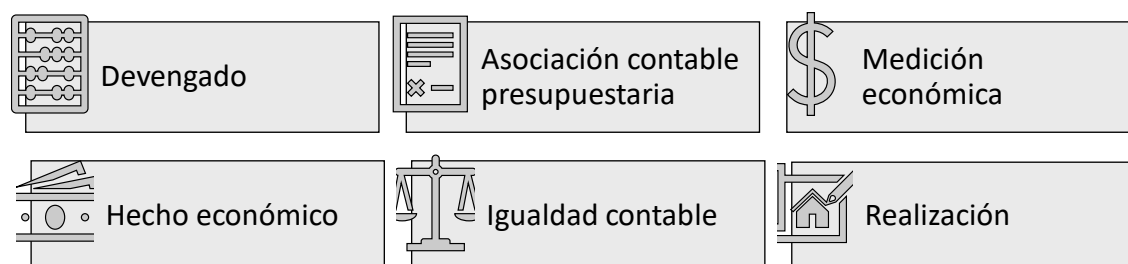 Devengado
Asociación contable
presupuestaria
Medición
económica
Hecho económico
Igualdad contable
Realización